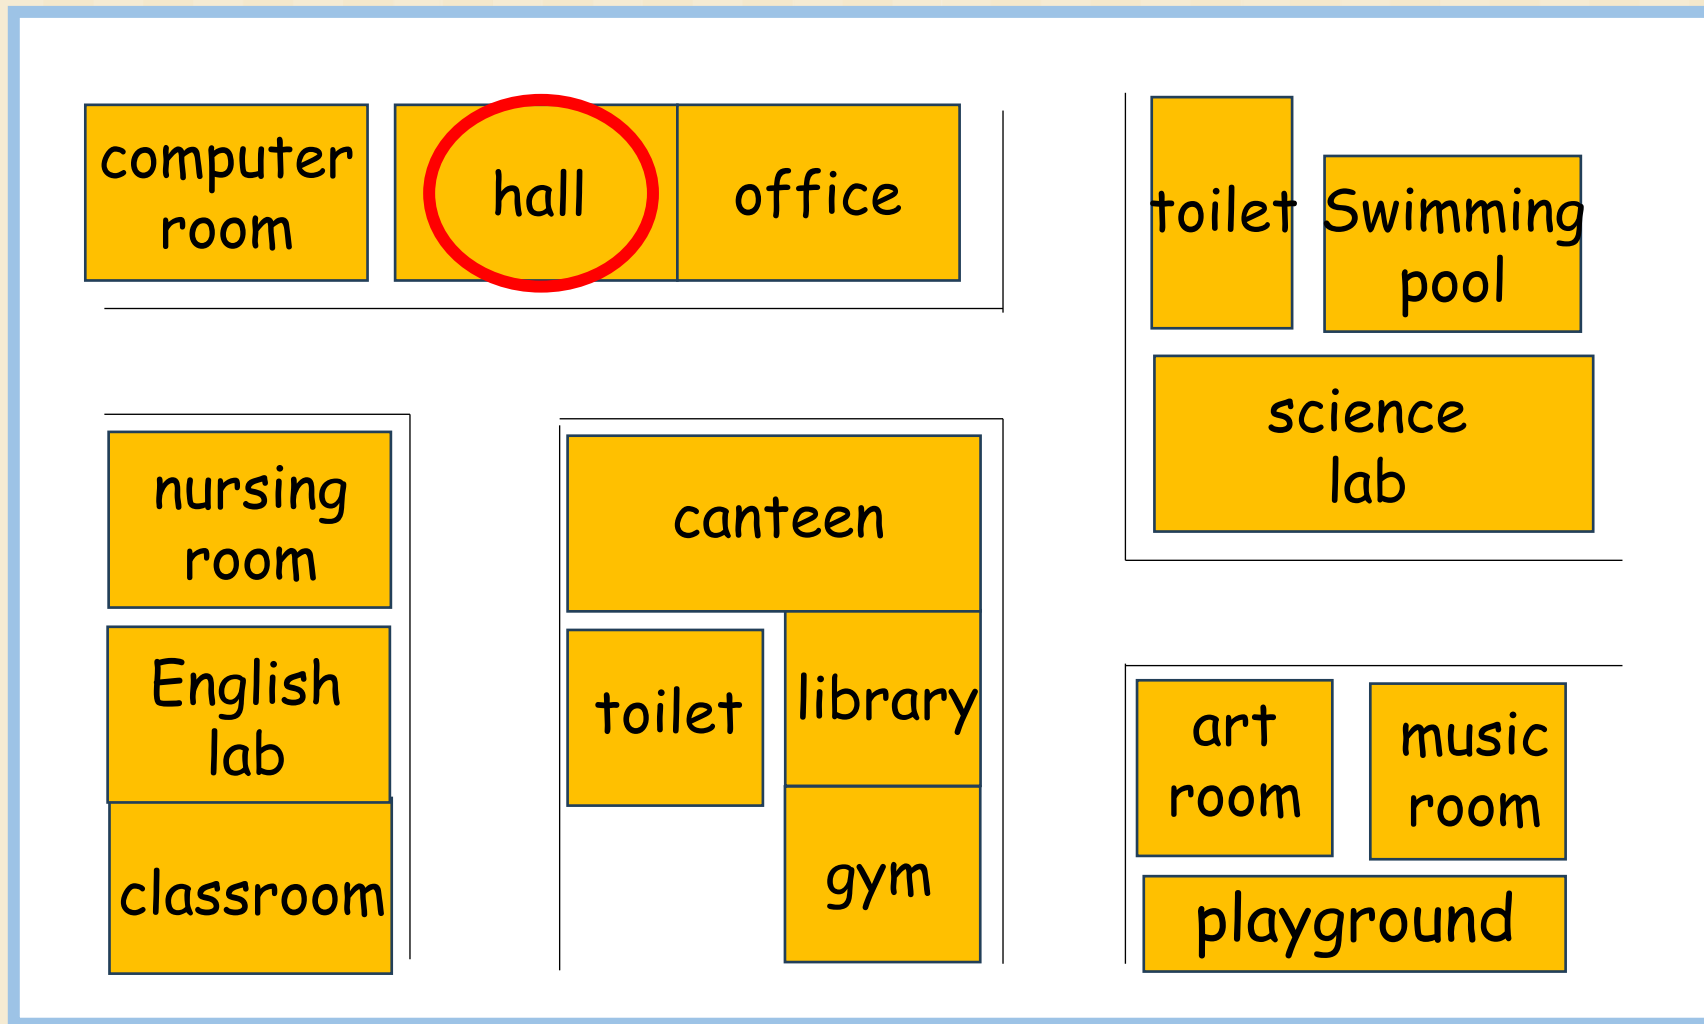 computer
room
hall
office
toilet
Swimming
pool
science
lab
nursing
room
English
lab
classroom
canteen
toilet
library
gym
art
room
music
room
playground